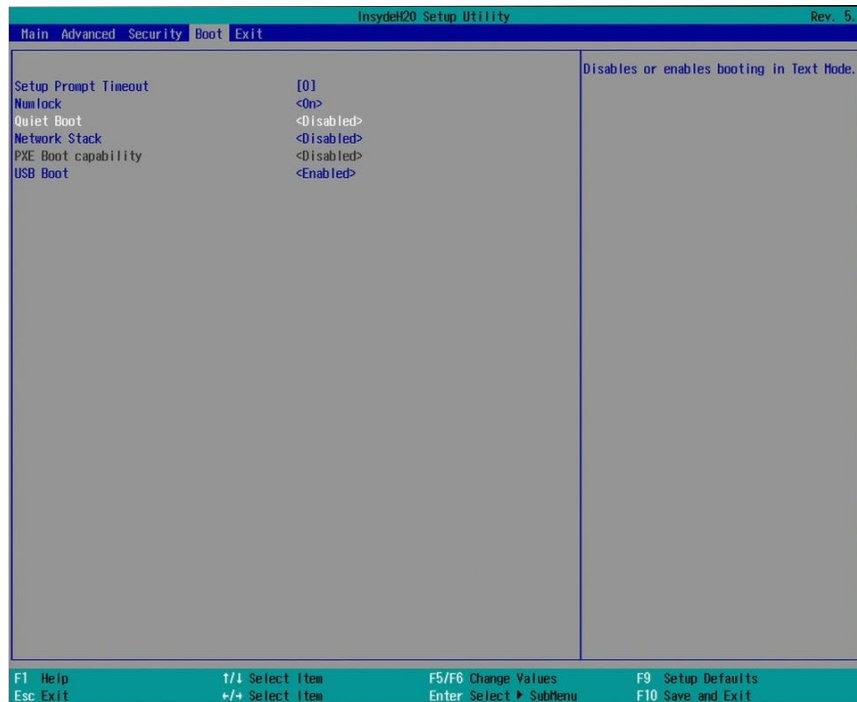 InsydeH20 Setup Utility Rev. 5.
Main Advanced Security Boot Exit
Disables or enables booting in Text Mode.
Setup Prompt Timeout [0]
Numlock <On>
Quiet Boot <Disabled>
Network Stack <Disabled>
PXE Boot capability <Disabled>
USB Boot <Enabled>
F1 Help ↑/↓ Select Item F5/F6 Change Values F9 Setup Defaults
Esc Exit ←/→ Select Item Enter Select ▶ SubMenu F10 Save and Exit